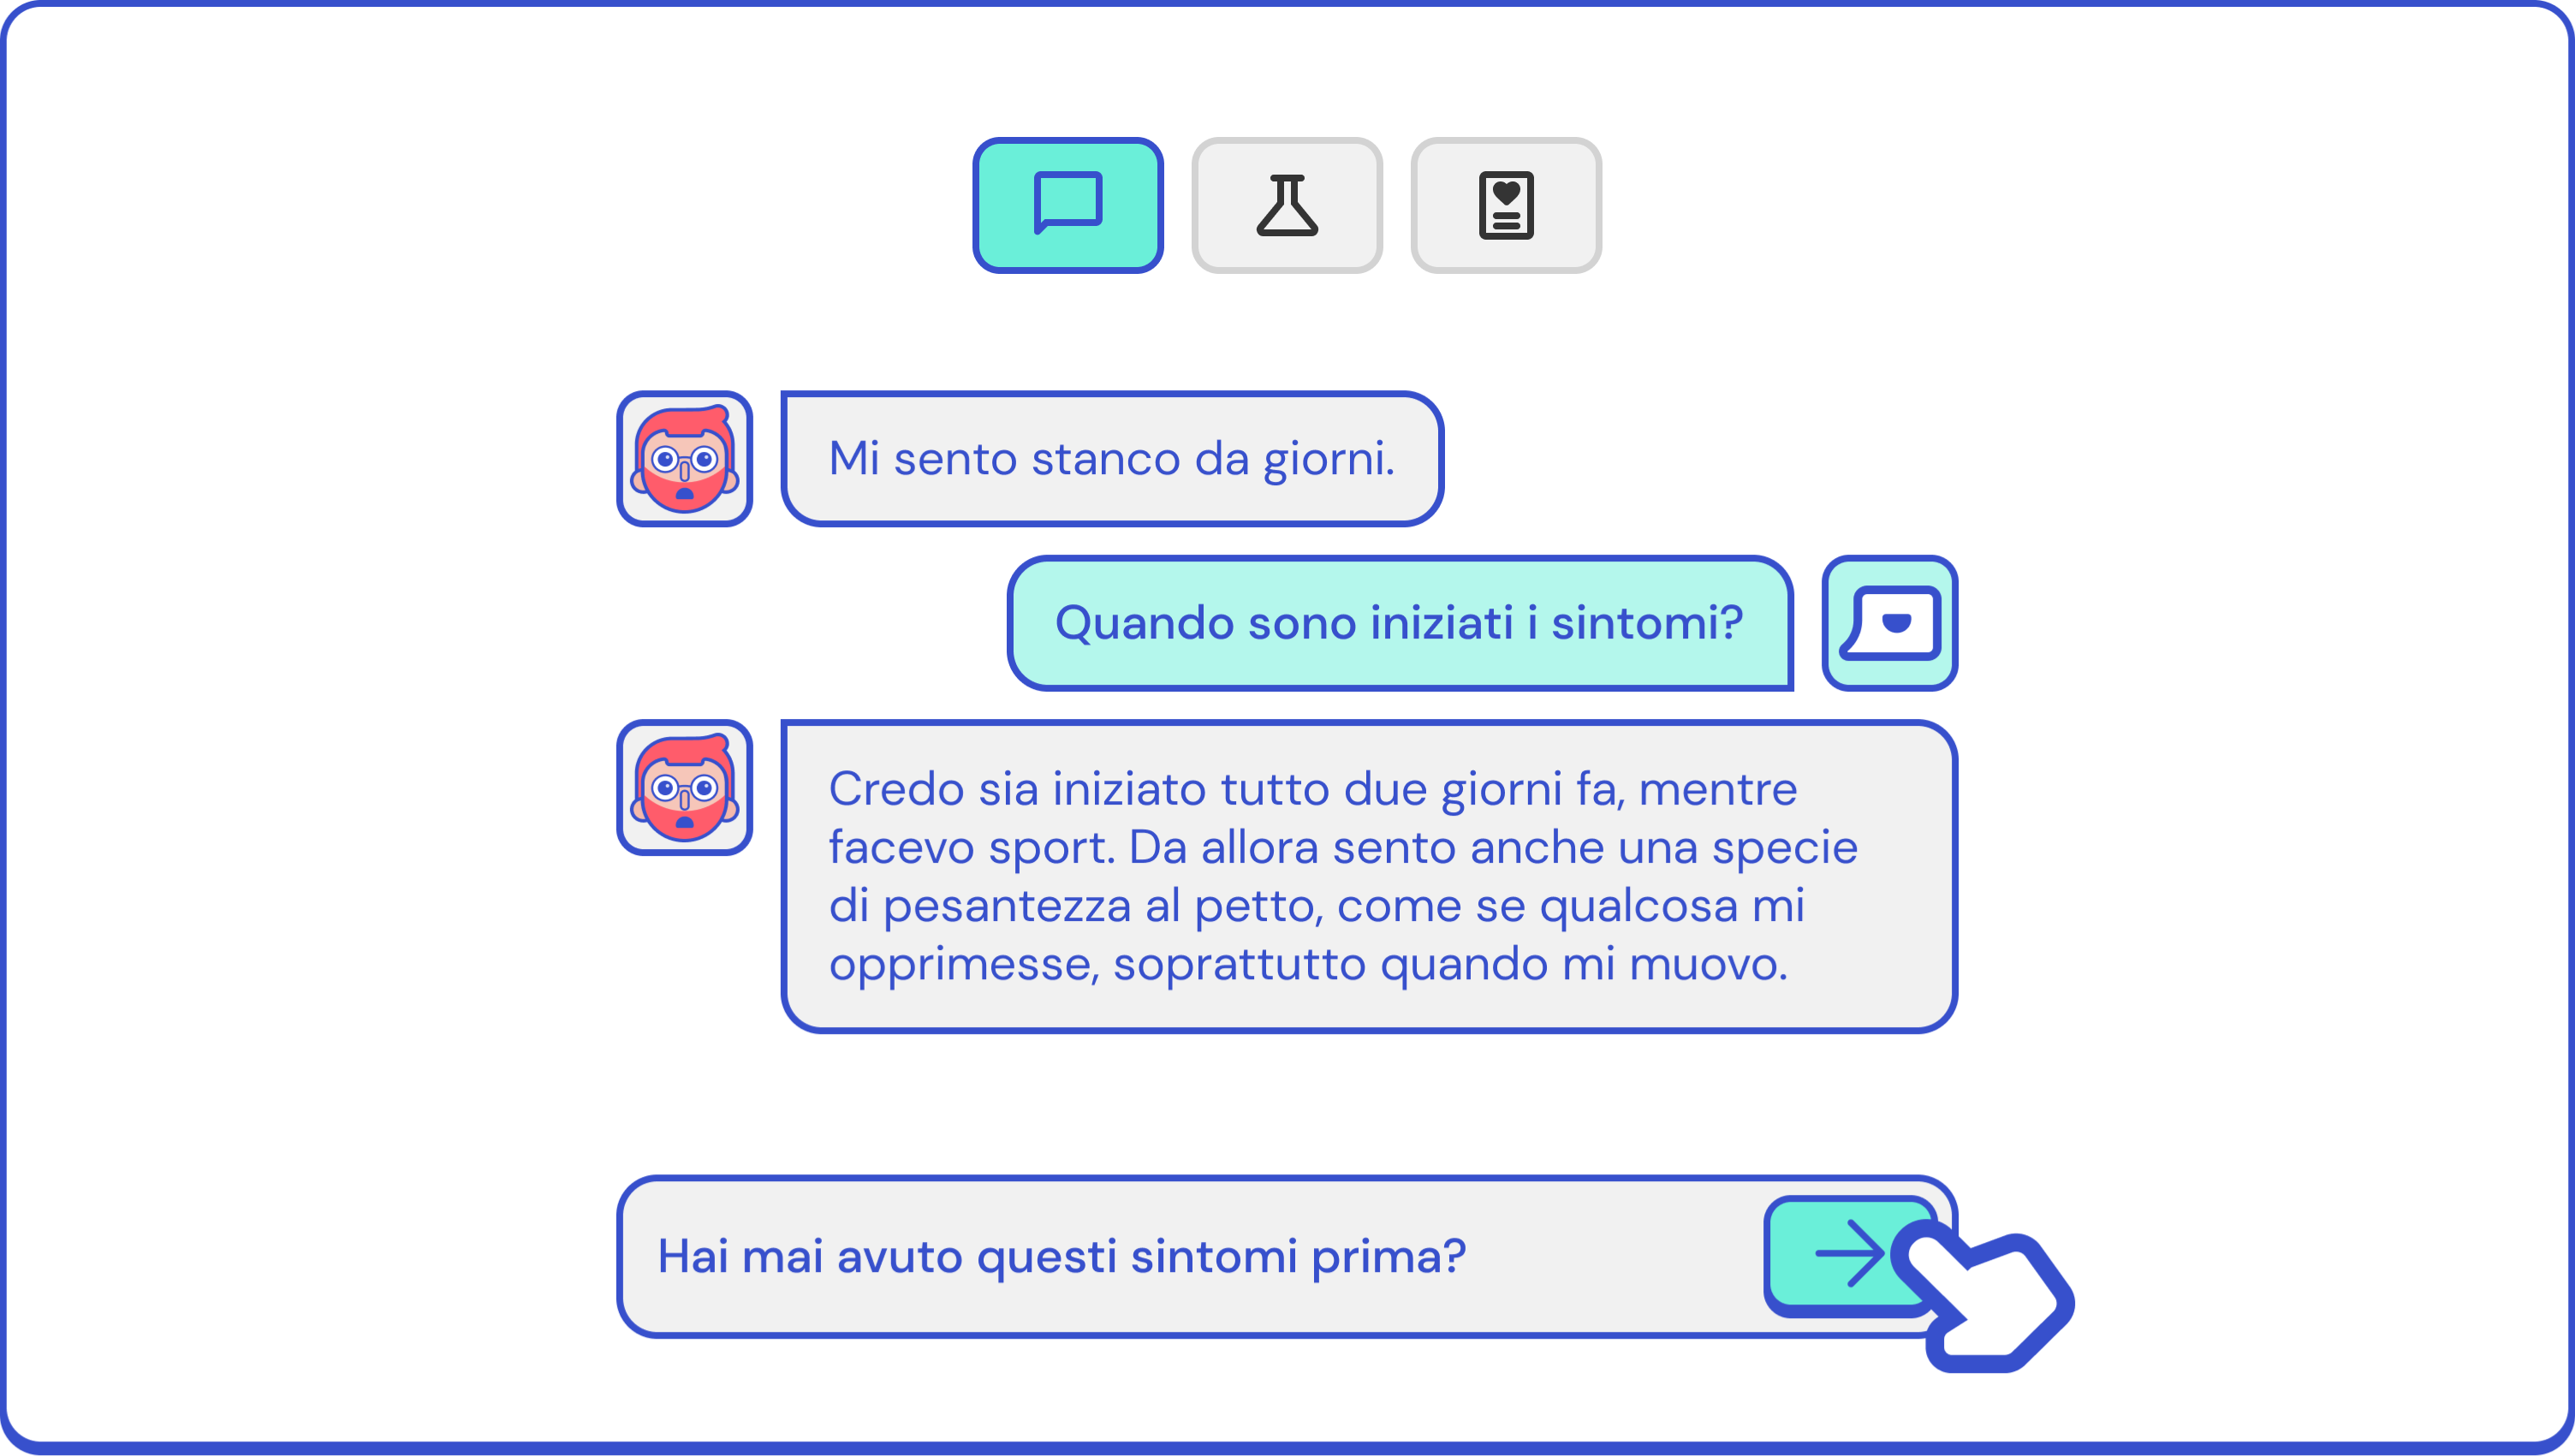 Mi sento stanco da giorni.
Quando sono iniziati i sintomi?
Credo sia iniziato tutto due giorni fa, mentre
facevo sport. Da allora sento anche una specie
di pesantezza al petto, come se qualcosa mi
opprimesse, soprattutto quando mi muovo.
Hai mai avuto questi sintomi prima?